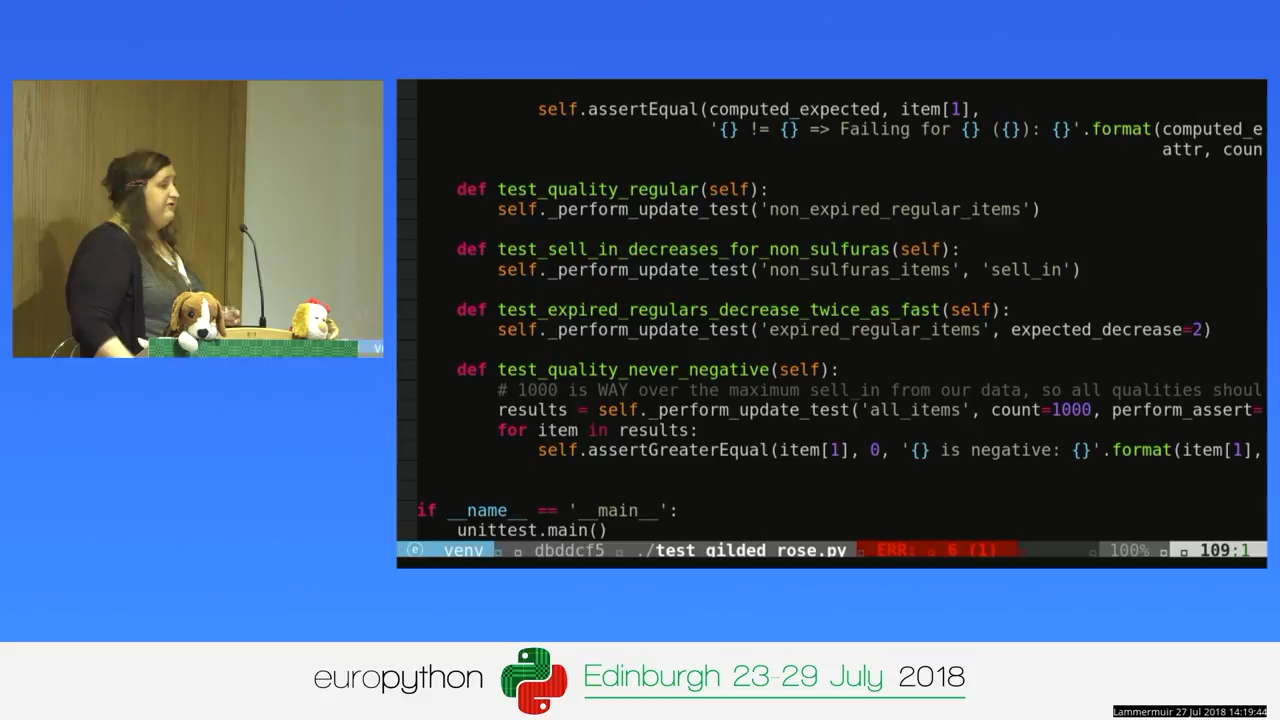 self.assertEqual(computed_expected, item[1],
'{} != {} => Failing for {} ({}): {}'.format(computed_e
attr, coun
def test_quality_regular(self):
self._perform_update_test('non_expired_regular_items')
def test_sell_in_decreases_for_non_sulfuras(self):
self._perform_update_test('non_sulfuras_items', 'sell_in')
def test_expired_regulars_decrease_twice_as_fast(self):
self._perform_update_test('expired_regular_items', expected_decrease=2)
def test_quality_never_negative(self):
# 1000 is WAY over the maximum sell_in from our data, so all qualities shoul
results = self._perform_update_test('all_items', count=1000, perform_assert=
for item in results:
self.assertGreaterEqual(item[1], 0, '{} is negative: {}'.format(item[1],
if __name__ == '__main__':
unittest.main()
venv dbddcf5 ./test_gilded_rose.py ERR: 6 (1) 100% 109:1
europython Edinburgh 23-29 July 2018
Lammermuir 27 Jul 2018 14:19:44